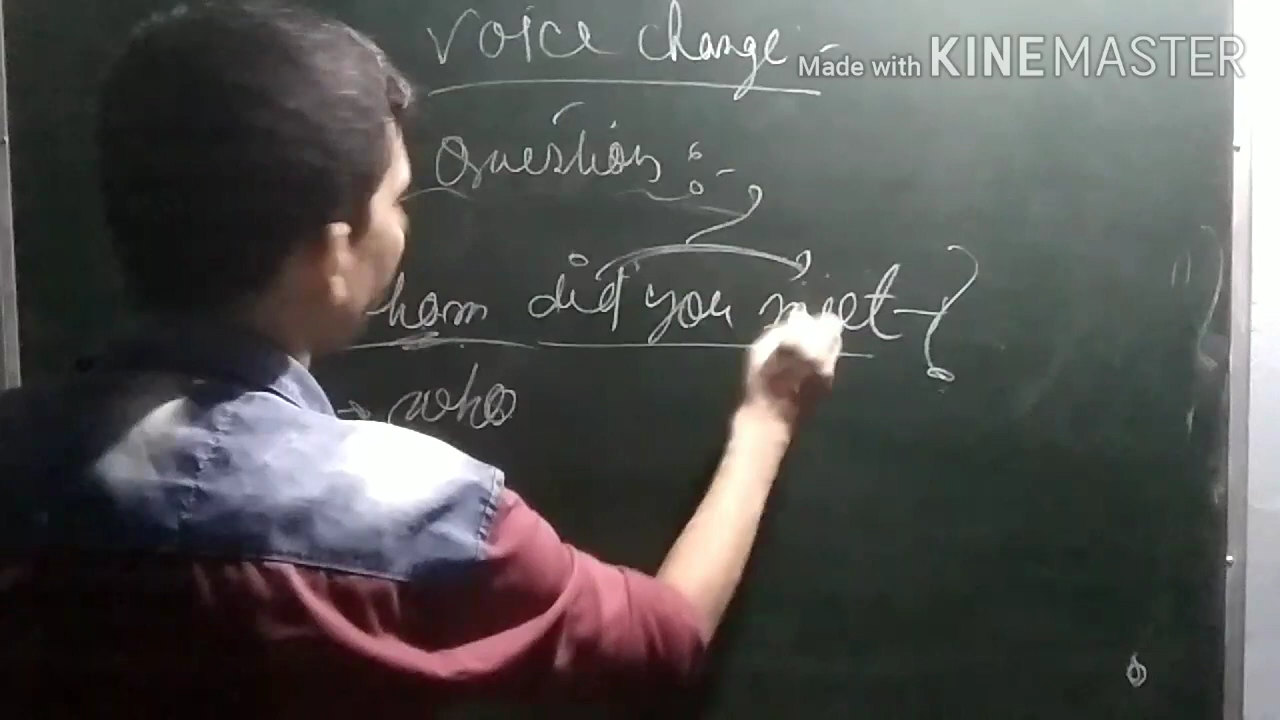 voice change -
Made with KINEMASTER
Question :-
whom did you meet - ?
→ who